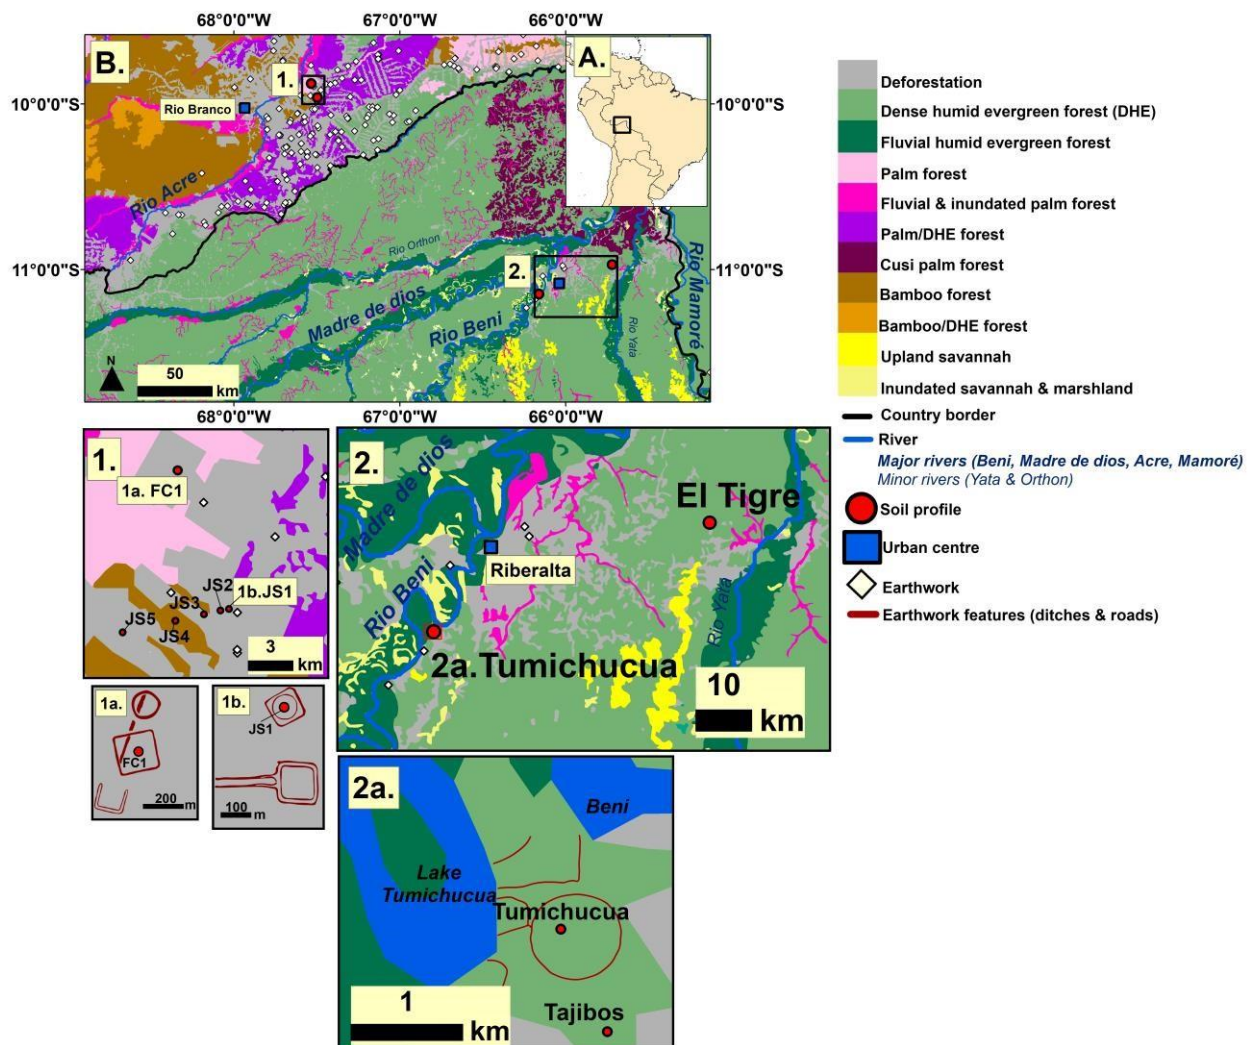 68°0'0"W
67°0'0"W
66°0'0"W
B.
1.
A.
10°0'0"S
10°0'0"S
Rio Branco
Rio Acre
Rio Orthon
11°0'0"S
11°0'0"S
2.
Madre de dios
Rio Beni
Rio Yata
Rio Mamoré
N
50
km
68°0'0"W
67°0'0"W
66°0'0"W
Deforestation
Dense humid evergreen forest (DHE)
Fluvial humid evergreen forest
Palm forest
Fluvial & inundated palm forest
Palm/DHE forest
Cusi palm forest
Bamboo forest
Bamboo/DHE forest
Upland savannah
Inundated savannah & marshland
Country border
River
Major rivers (Beni, Madre de dios, Acre, Mamoré)
Minor rivers (Yata & Orthon)
Soil profile
Urban centre
Earthwork
Earthwork features (ditches & roads)
1.
1a. FC1
JS2
1b.JS1
JS3
JS5
JS4
3
km
2.
Madre de dios
El Tigre
Riberalta
Rio Beni
Rio Yata
2a.Tumichucua
10
km
1a.
FC1
200 m
1b.
JS1
100 m
2a.
Beni
Lake
Tumichucua
Tumichucua
1
km
Tajibos